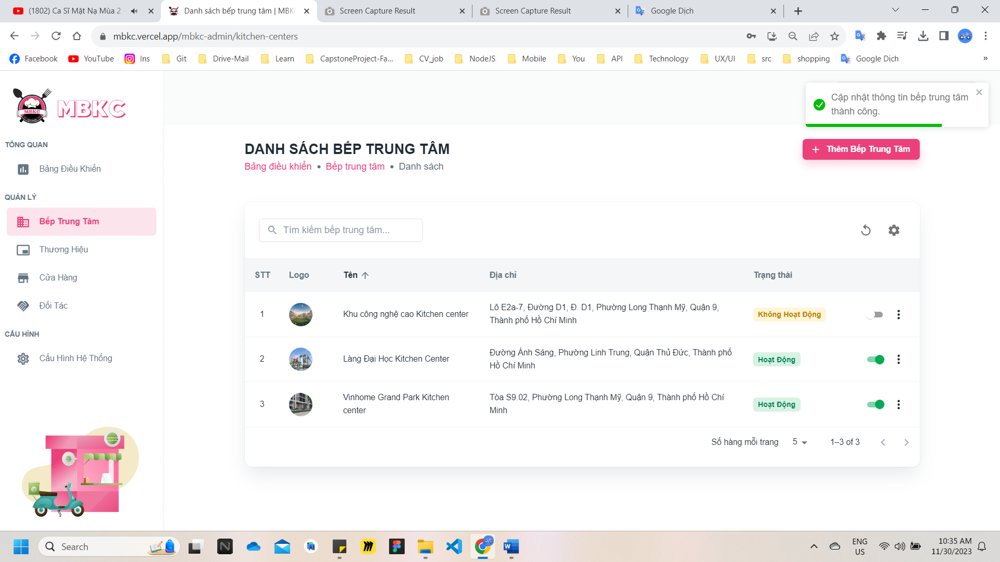 (1802) Ca Sĩ Mặt Nạ Mùa 2 -
Danh sách bếp trung tâm | MBKC
Screen Capture Result
Screen Capture Result
Google Dịch
mbkc.vercel.app/mbkc-admin/kitchen-centers
Facebook
YouTube
Ins
Git
Drive-Mail
Learn
CapstoneProject-Fa...
CV_job
NodeJS
Mobile
You
API
Technology
UX/UI
src
shopping
Google Dịch
»
MBKC
KITCHEN
MBKC
Cập nhật thông tin bếp trung tâm
thành công.
TỔNG QUAN
Bảng Điều Khiển
QUẢN LÝ
Bếp Trung Tâm
Thương Hiệu
Cửa Hàng
Đối Tác
CẤU HÌNH
Cấu Hình Hệ Thống
DANH SÁCH BẾP TRUNG TÂM
Bảng điều khiển • Bếp trung tâm • Danh sách
Thêm Bếp Trung Tâm
Tìm kiếm bếp trung tâm...
STT Logo Tên Địa chỉ Trạng thái
1 Khu công nghệ cao Kitchen center
Lô E2a-7, Đường D1, Đ. D1, Phường Long Thạnh Mỹ, Quận 9,
Thành phố Hồ Chí Minh
Không Hoạt Động
2 Làng Đại Học Kitchen Center
Đường Ánh Sáng, Phường Linh Trung, Quận Thủ Đức, Thành phố
Hồ Chí Minh
Hoạt Động
3 Vinhome Grand Park Kitchen
center
Tòa S9.02, Phường Long Thạnh Mỹ, Quận 9, Thành phố Hồ Chí
Minh
Hoạt Động
Số hàng mỗi trang 5 1–3 of 3
Search
ENG
US
10:35 AM
11/30/2023